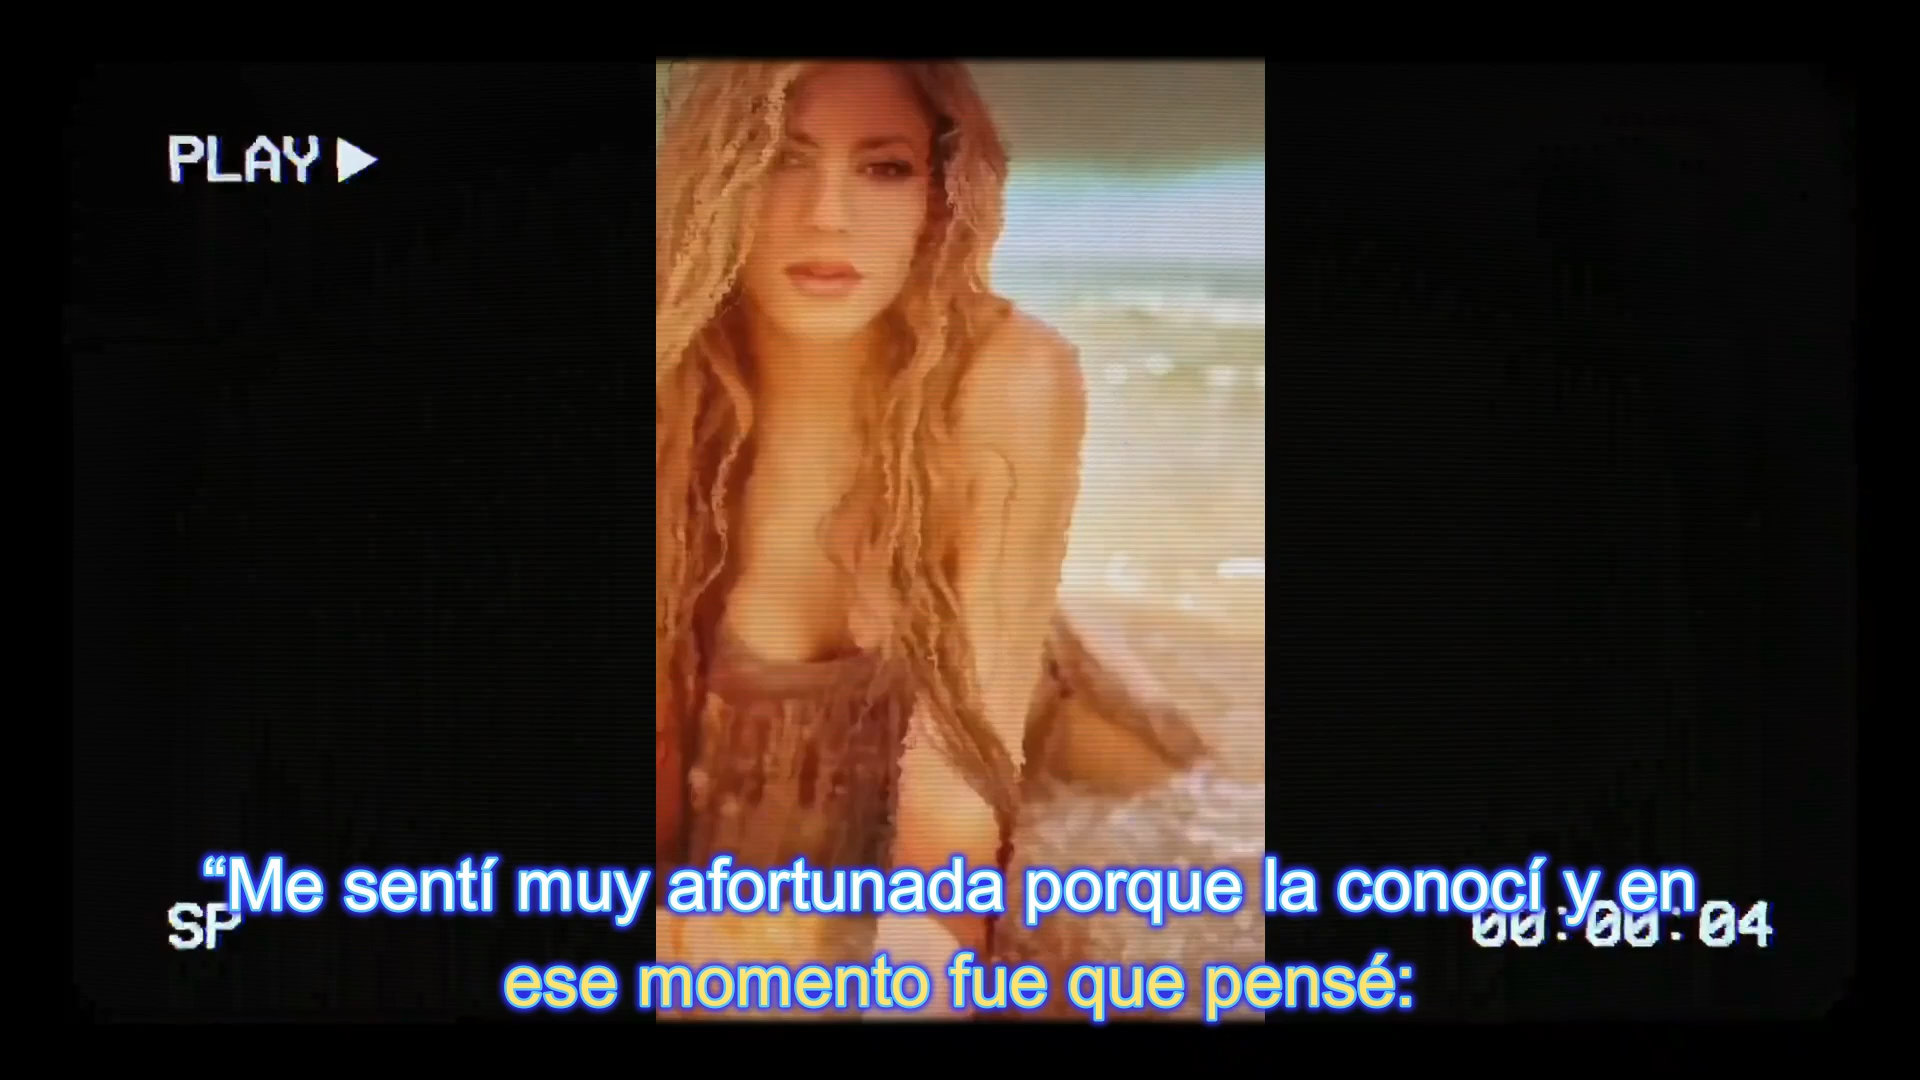 PLAY
“Me sentí muy afortunada porque la conocí y en
SP
00:00:04
ese momento fue que pensé: